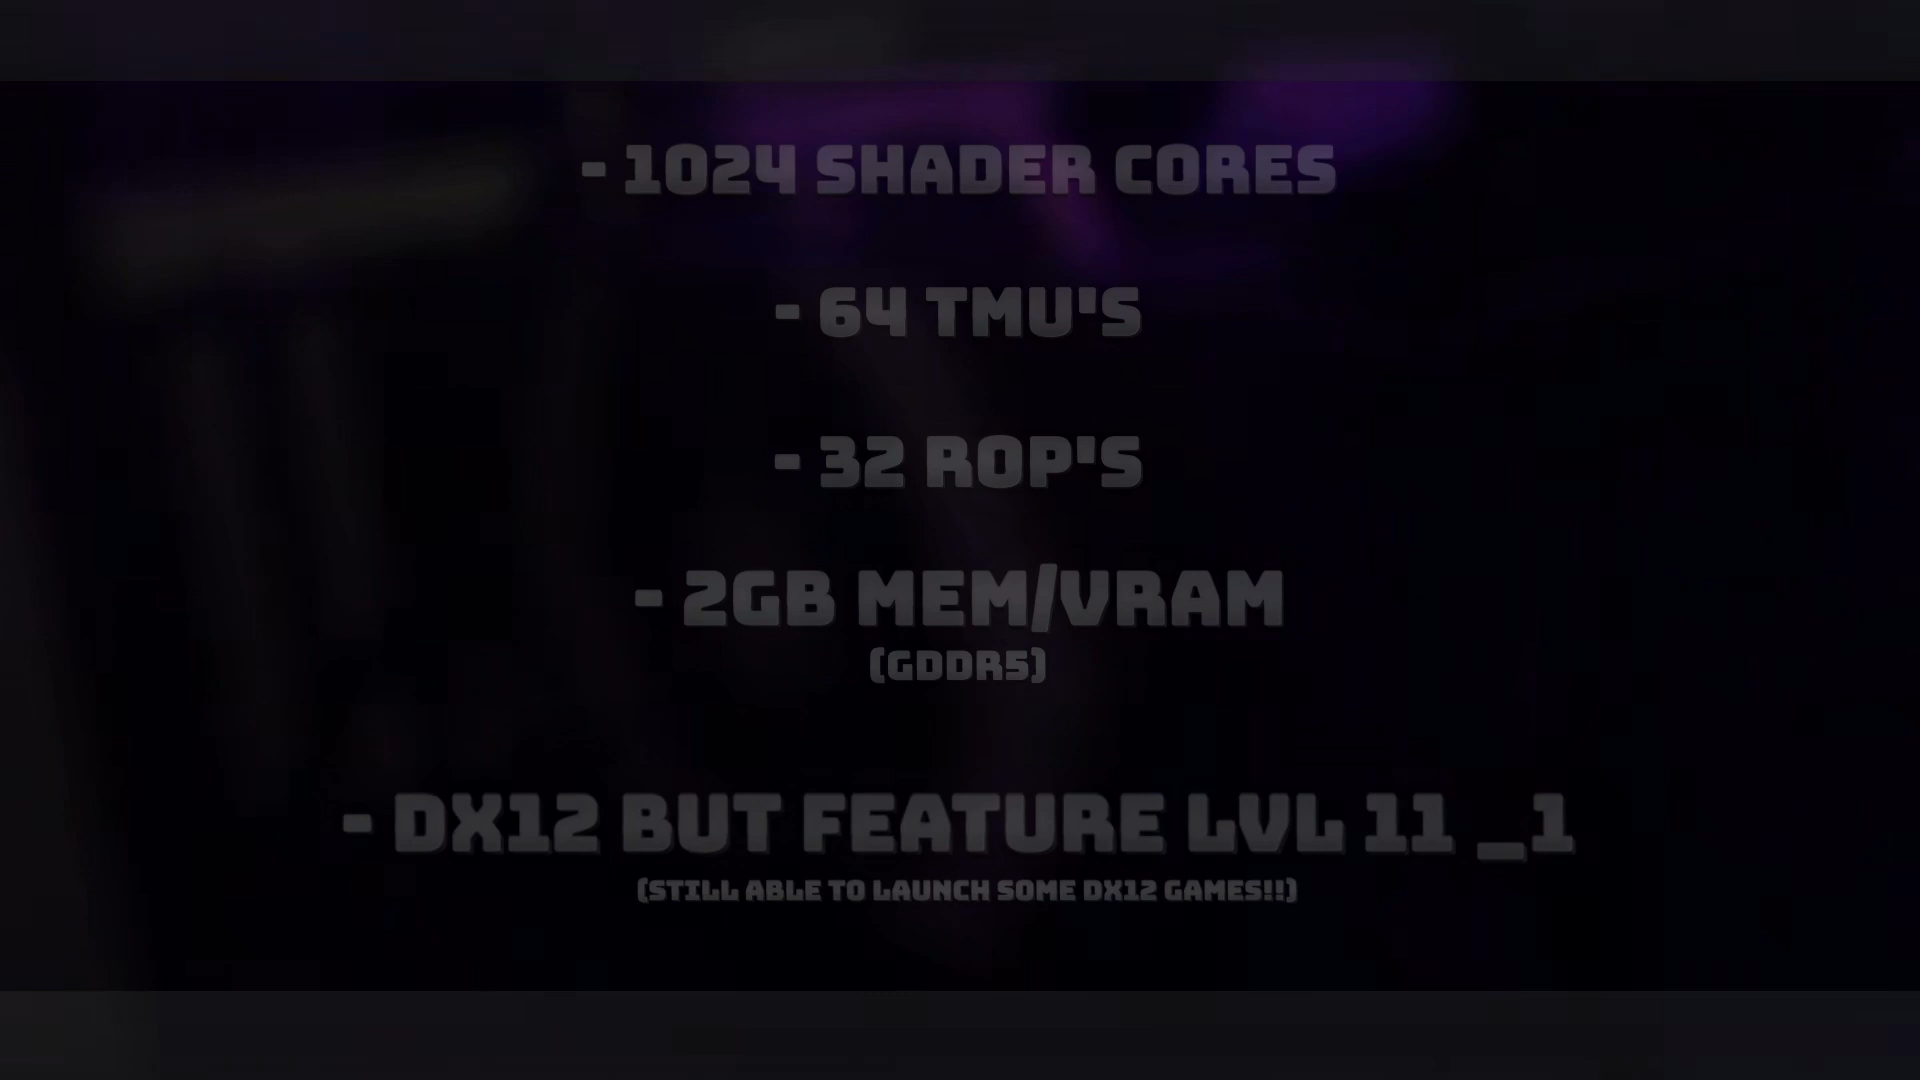 - 1024 SHADER CORES
- 64 TMU'S
- 32 ROP'S
- 2GB MEM/VRAM
(GDDR5)
- DX12 BUT FEATURE LVL 11 _1
(STILL ABLE TO LAUNCH SOME DX12 GAMES!!)